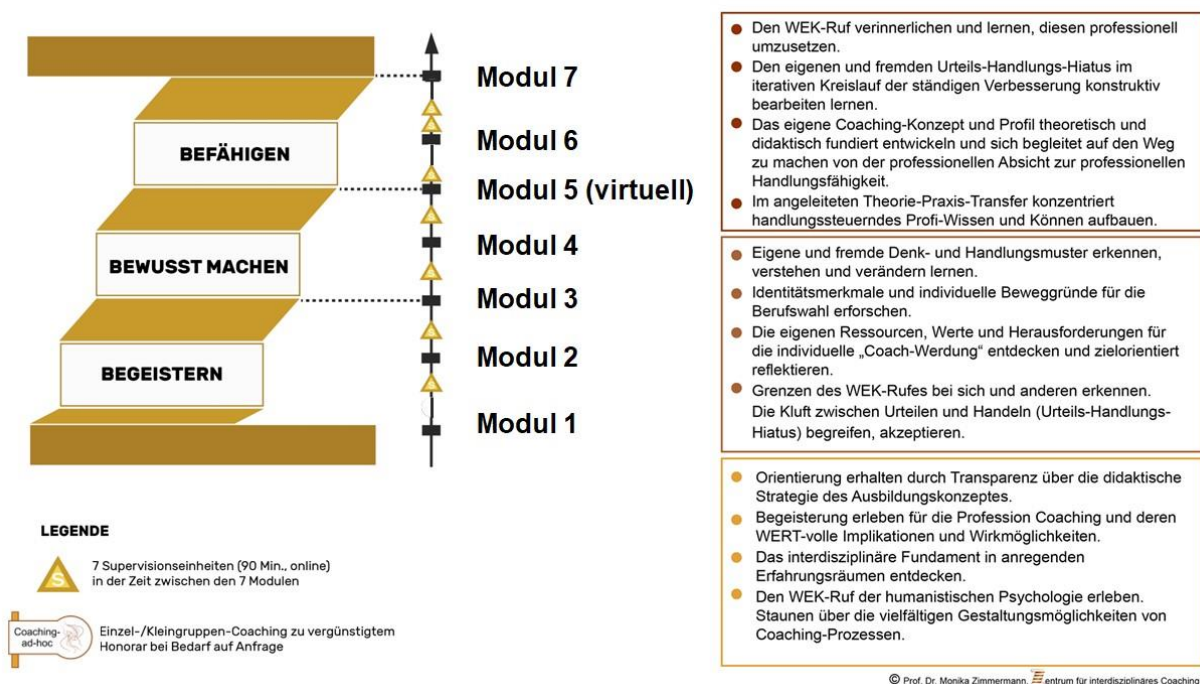 BEFÄHIGEN
BEWUSST MACHEN
BEGEISTERN
Modul 7
Modul 6
Modul 5 (virtuell)
Modul 4
Modul 3
Modul 2
Modul 1
LEGENDE
S
7 Supervisionseinheiten (90 Min., online)
in der Zeit zwischen den 7 Modulen
Coaching-
ad-hoc
Einzel-/Kleingruppen-Coaching zu vergünstigtem
Honorar bei Bedarf auf Anfrage
Den WEK-Ruf verinnerlichen und lernen, diesen professionell
umzusetzen.
Den eigenen und fremden Urteils-Handlungs-Hiatus im
iterativen Kreislauf der ständigen Verbesserung konstruktiv
bearbeiten lernen.
Das eigene Coaching-Konzept und Profil theoretisch und
didaktisch fundiert entwickeln und sich begleitet auf den Weg
zu machen von der professionellen Absicht zur professionellen
Handlungsfähigkeit.
Im angeleiteten Theorie-Praxis-Transfer konzentriert
handlungssteuerndes Profi-Wissen und Können aufbauen.
Eigene und fremde Denk- und Handlungsmuster erkennen,
verstehen und verändern lernen.
Identitätsmerkmale und individuelle Beweggründe für die
Berufswahl erforschen.
Die eigenen Ressourcen, Werte und Herausforderungen für
die individuelle „Coach-Werdung“ entdecken und zielorientiert
reflektieren.
Grenzen des WEK-Rufes bei sich und anderen erkennen.
Die Kluft zwischen Urteilen und Handeln (Urteils-Handlungs-
Hiatus) begreifen, akzeptieren.
Orientierung erhalten durch Transparenz über die didaktische
Strategie des Ausbildungskonzeptes.
Begeisterung erleben für die Profession Coaching und deren
WERT-volle Implikationen und Wirkmöglichkeiten.
Das interdisziplinäre Fundament in anregenden
Erfahrungsräumen entdecken.
Den WEK-Ruf der humanistischen Psychologie erleben.
Staunen über die vielfältigen Gestaltungsmöglichkeiten von
Coaching-Prozessen.
© Prof. Dr. Monika Zimmermann, Zentrum für interdisziplinäres Coaching